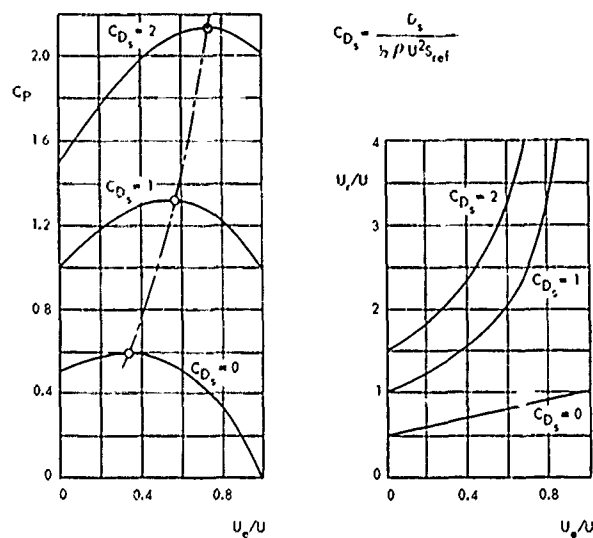 C_{D_s} = 2
C_{D_s} = D_s / ½ ρ U²S_{ref}
2.0
C_P
1.6
C_{D_s} = 1
1.2
0 8
C_{D_s} = 0
0.4
0
0 0.4 0.8
U_e/U
4
U_r/U
C_{D_s} = 2
3
C_{D_s} = 1
2
1
C_{D_s} = 0
0
0 0.4 0.8
U_e/U